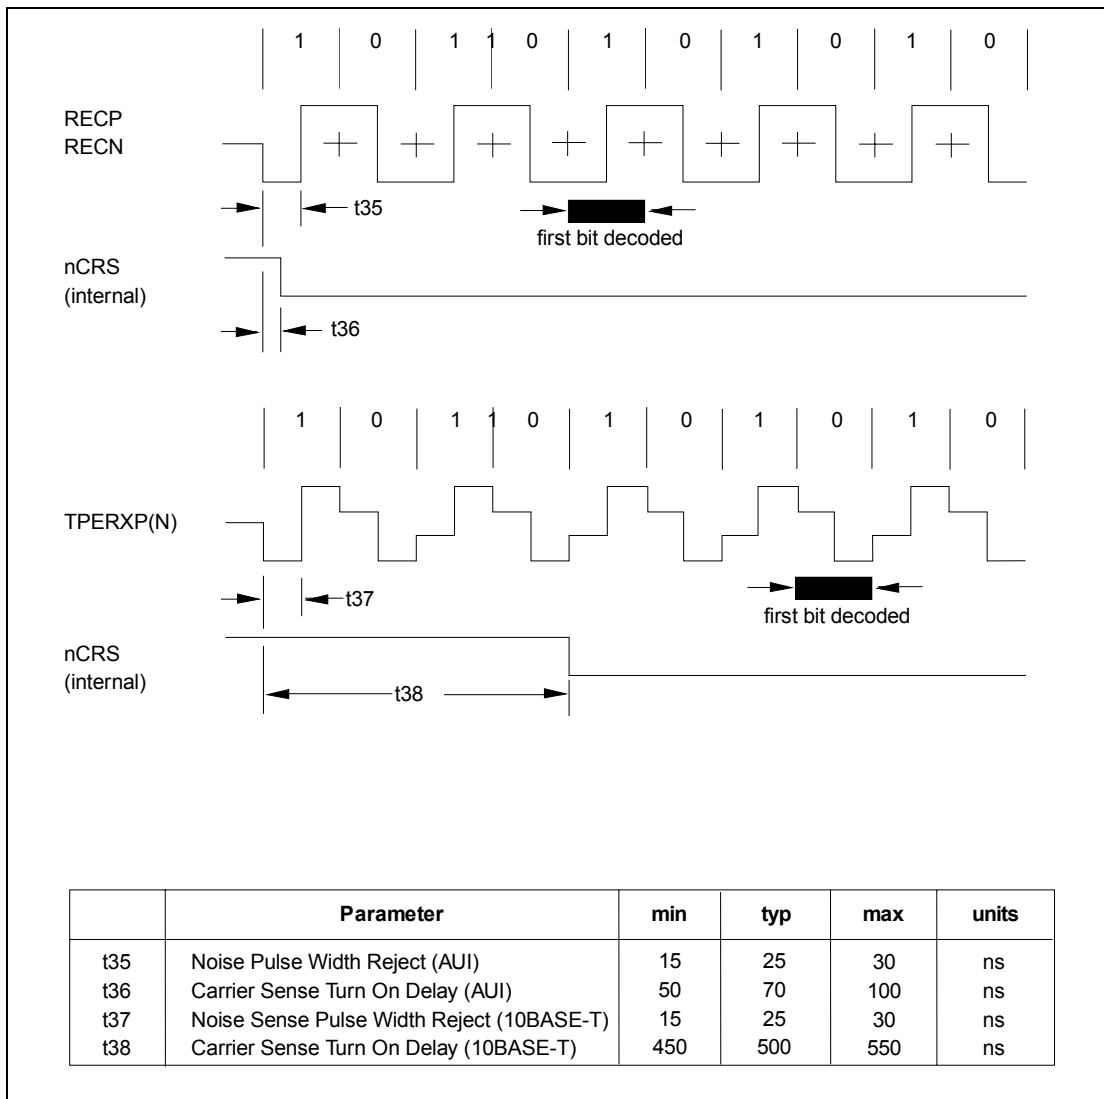 1 0 1 1 0 1 0 1 0 1 0
RECP
RECN
t35
first bit decoded
nCRS
(internal)
t36
1 0 1 1 0 1 0 1 0 1 0
TPERXP(N)
t37
first bit decoded
nCRS
(internal)
t38
Parameter min typ max units
t35 Noise Pulse Width Reject (AUI) 15 25 30 ns
t36 Carrier Sense Turn On Delay (AUI) 50 70 100 ns
t37 Noise Sense Pulse Width Reject (10BASE-T) 15 25 30 ns
t38 Carrier Sense Turn On Delay (10BASE-T) 450 500 550 ns